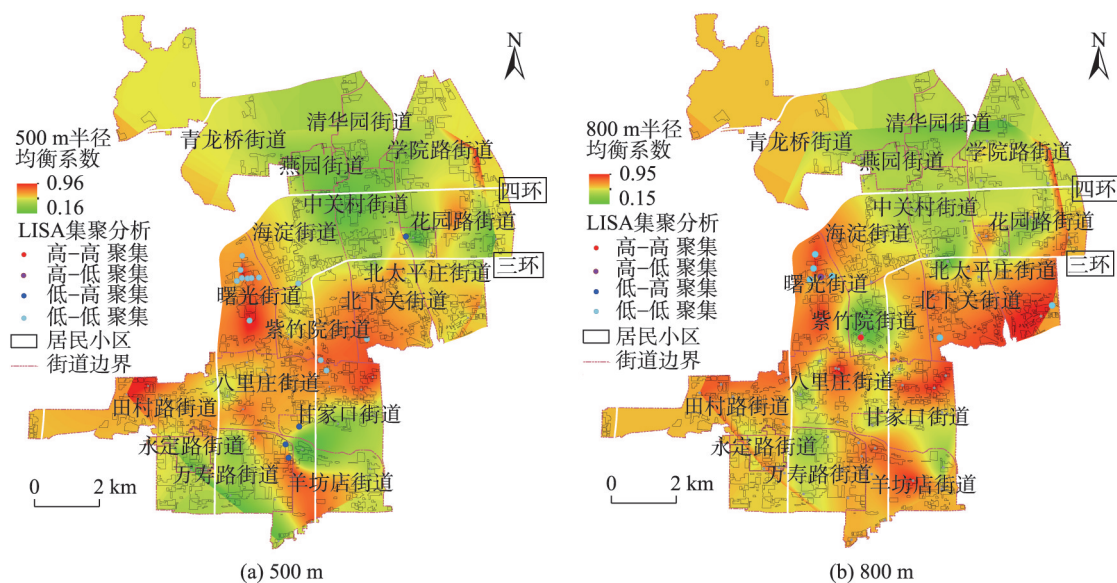 N
青龙桥街道
清华园街道
500 m半径
均衡系数
燕园街道
学院路街道
0.96
0.16
四环
中关村街道
LISA集聚分析
花园路街道
高-高 聚集
海淀街道
高-低 聚集
三环
低-高 聚集
北太平庄街道
低-低 聚集
曙光街道
北下关街道
居民小区
紫竹院街道
街道边界
八里庄街道
田村路街道
甘家口街道
永定路街道
万寿路街道
羊坊店街道
0 2 km
(a) 500 m
N
青龙桥街道
清华园街道
800 m半径
均衡系数
燕园街道
学院路街道
0.95
0.15
四环
中关村街道
LISA集聚分析
花园路街道
高-高 聚集
海淀街道
高-低 聚集
三环
低-高 聚集
北太平庄街道
低-低 聚集
曙光街道
北下关街道
居民小区
紫竹院街道
街道边界
八里庄街道
田村路街道
甘家口街道
永定路街道
万寿路街道
羊坊店街道
0 2 km
(b) 800 m